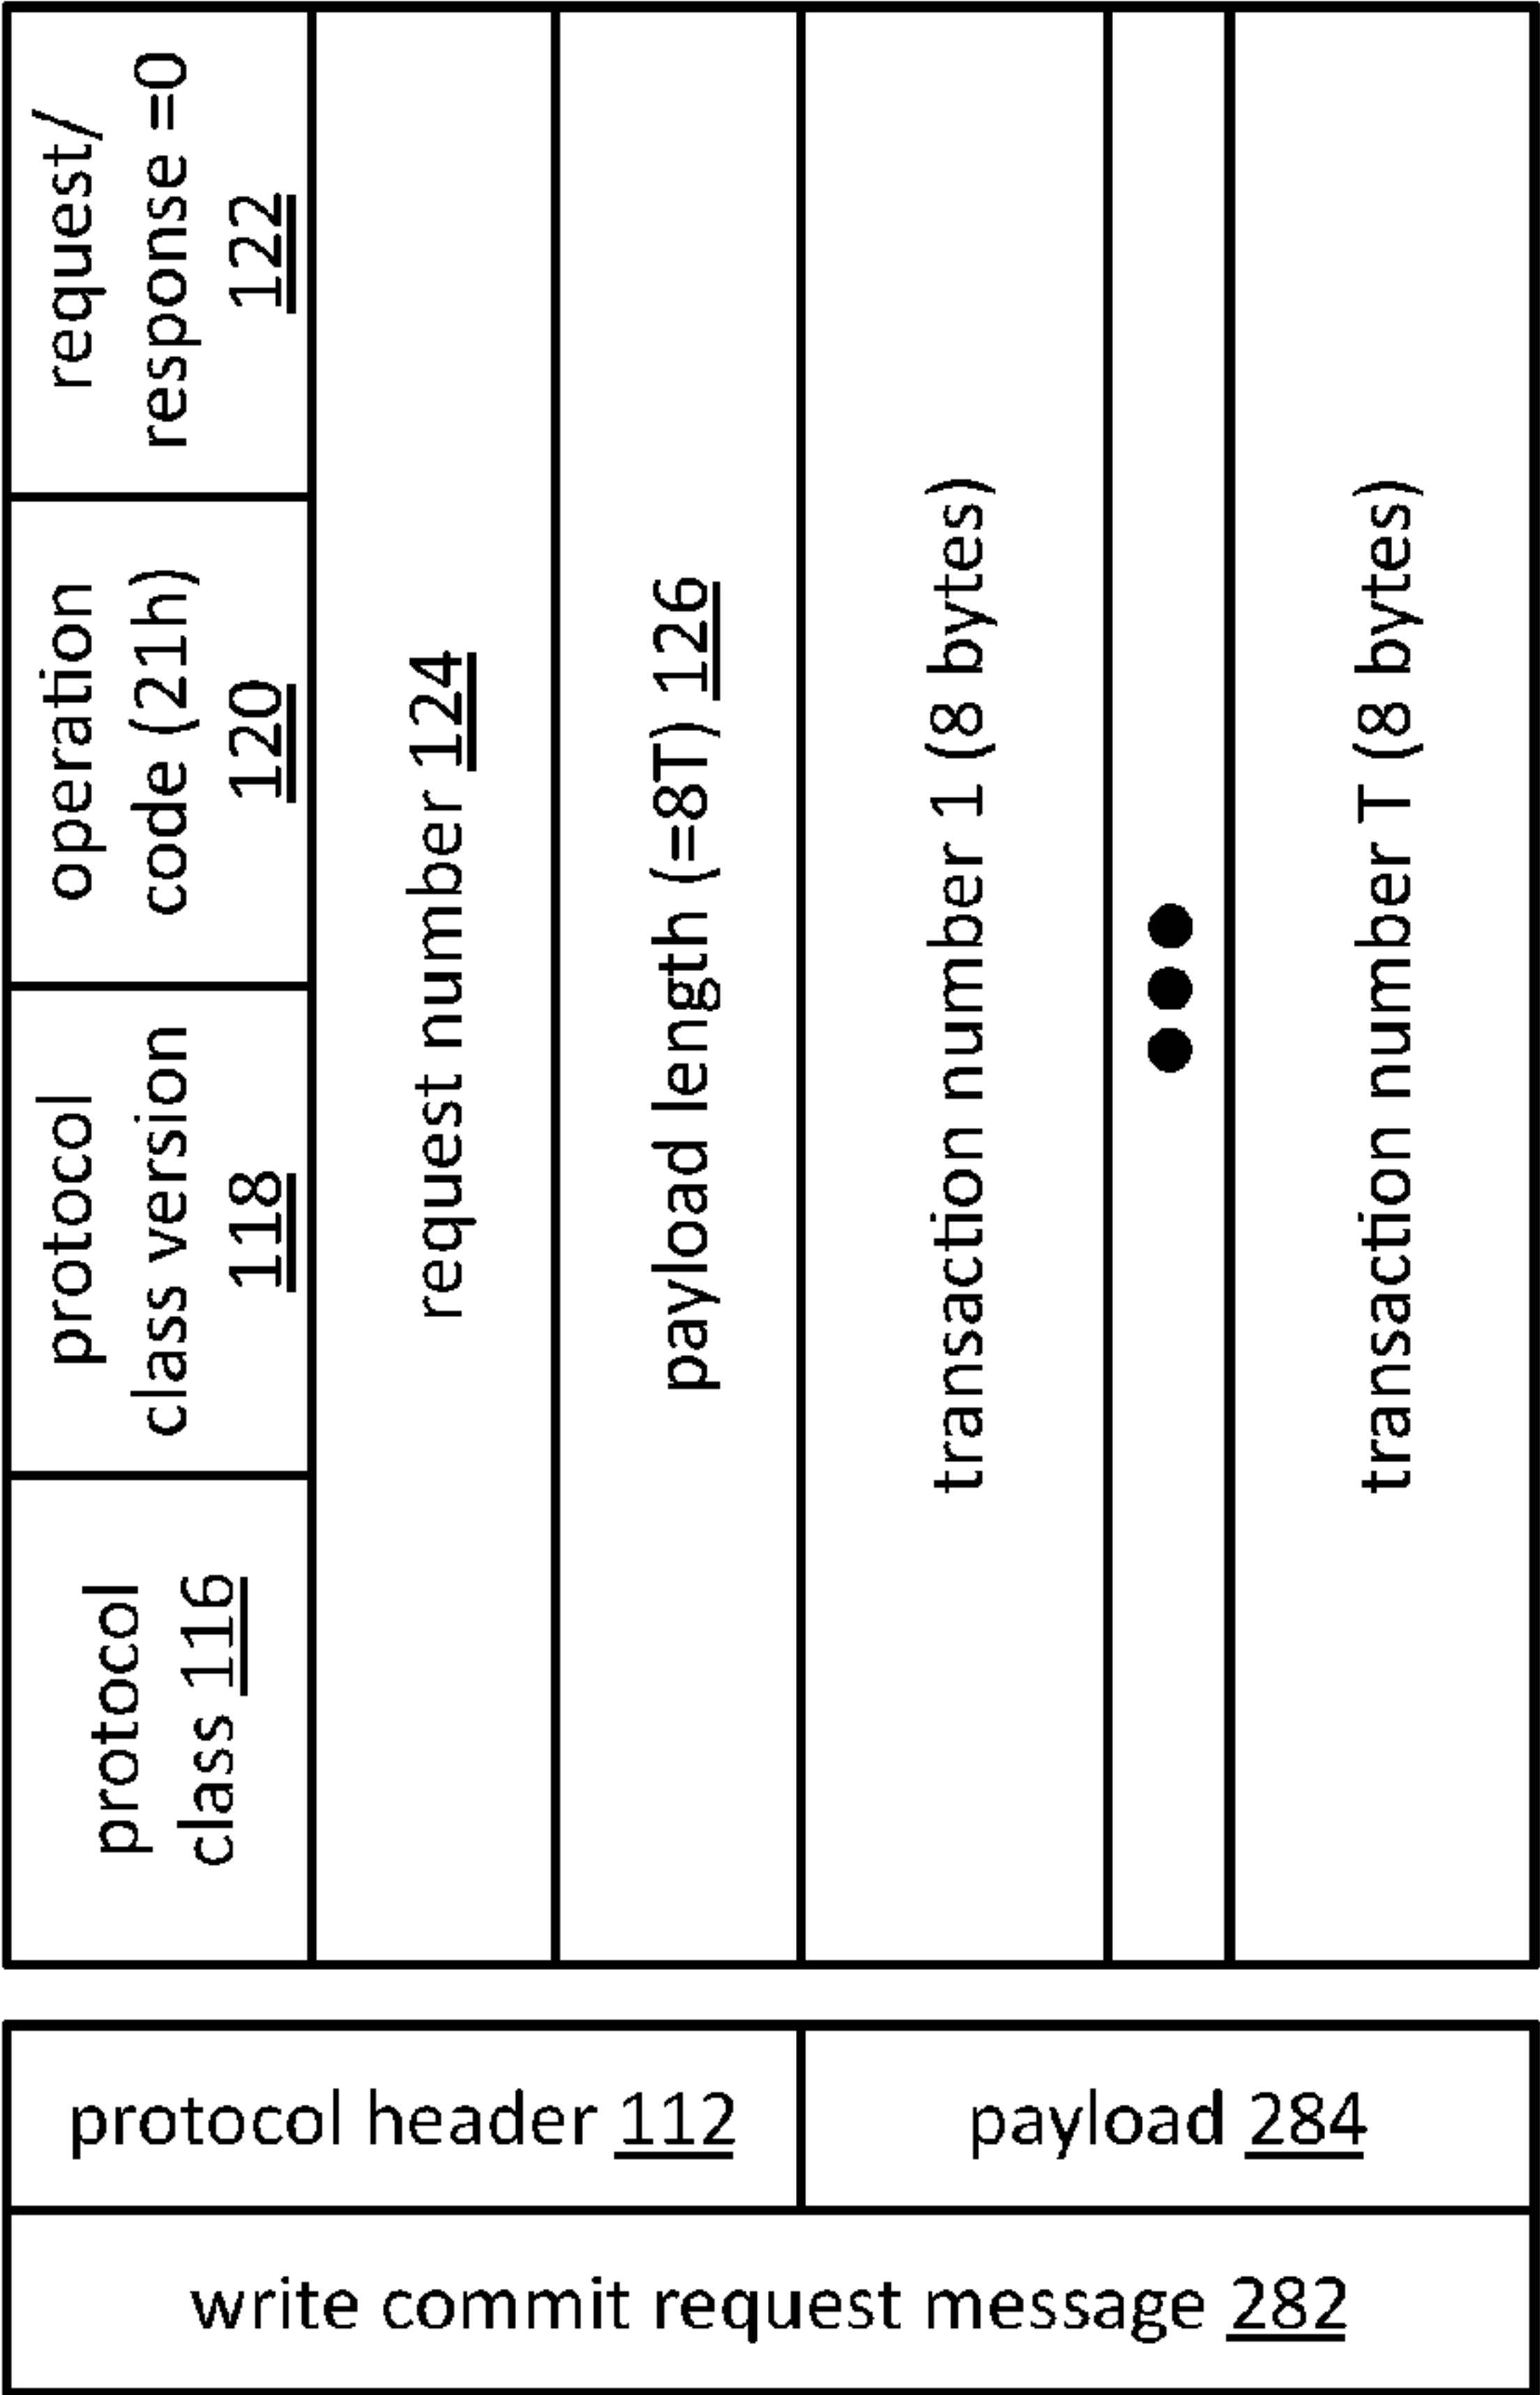 write commit request message 282
protocol header 112
payload 284
protocol
class 116
protocol
class version
118
operation
code (21h)
120
request/
response =0
122
request number 124
payload length (=8T) 126
transaction number 1 (8 bytes)
transaction number T (8 bytes)